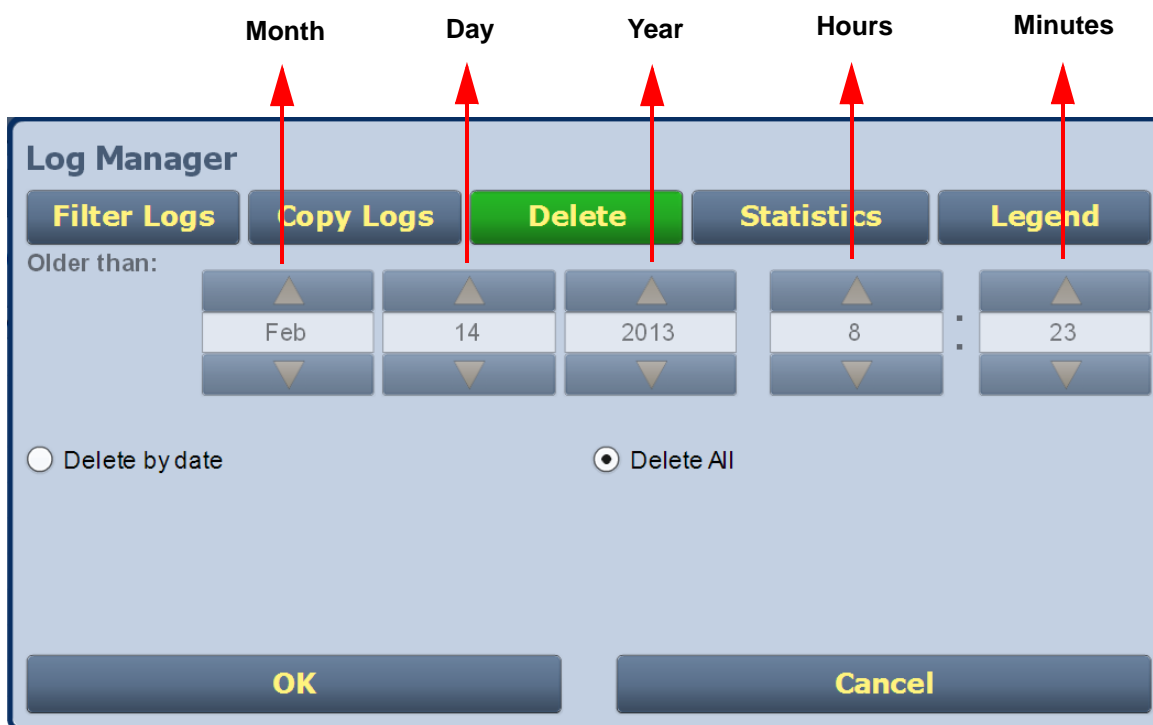 Month Day Year Hours Minutes
Log Manager
Filter Logs Copy Logs Delete Statistics Legend
Older than:
Feb 14 2013 8 : 23
Delete by date Delete All
OK Cancel